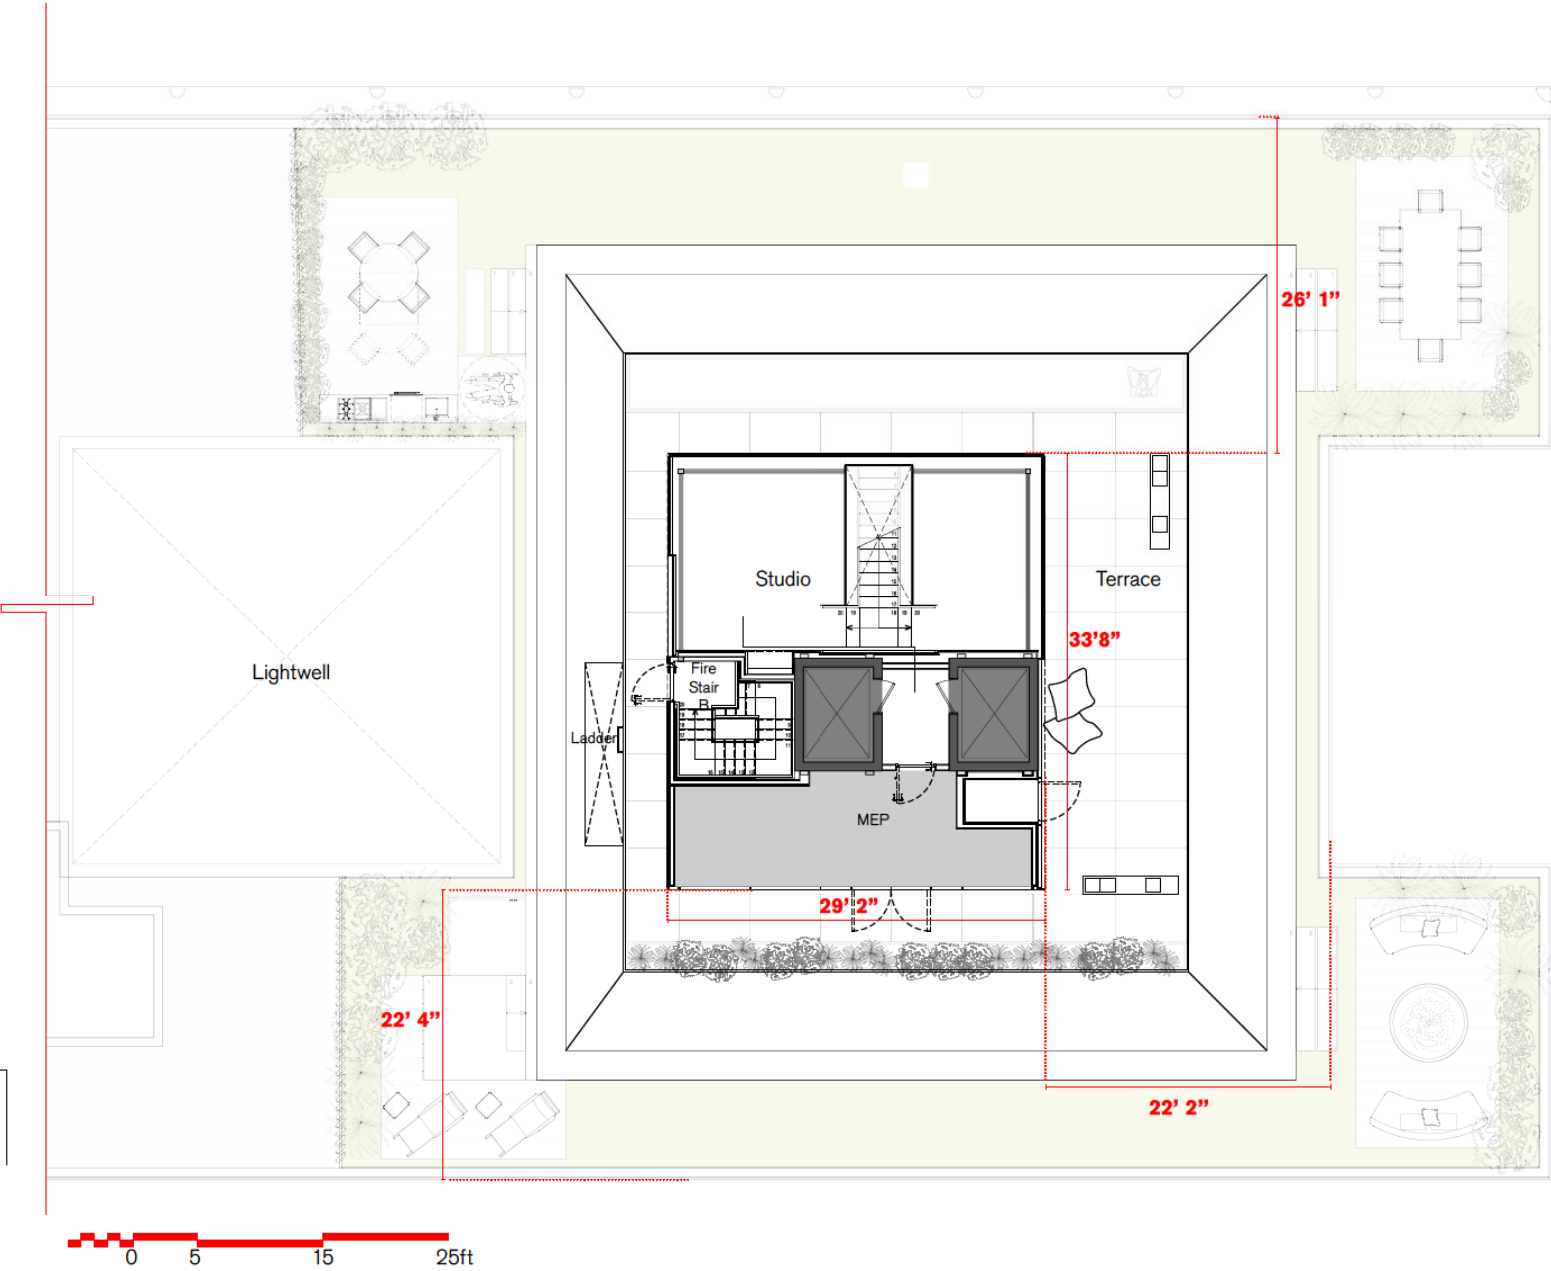 26' 1"
Studio
Terrace
33'8"
Lightwell
Fire
Stair
B
Ladder
MEP
29' 2"
22' 4"
22' 2"
0 5 15 25ft